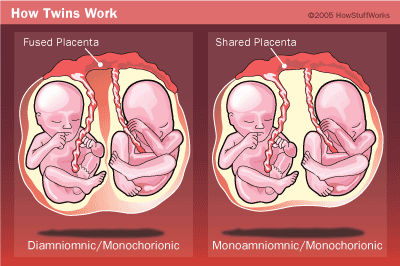 How Twins Work
©2005 HowStuffWorks
Fused Placenta
Shared Placenta
Diamniomnic/Monochorionic
Monoamniomnic/Monochorionic